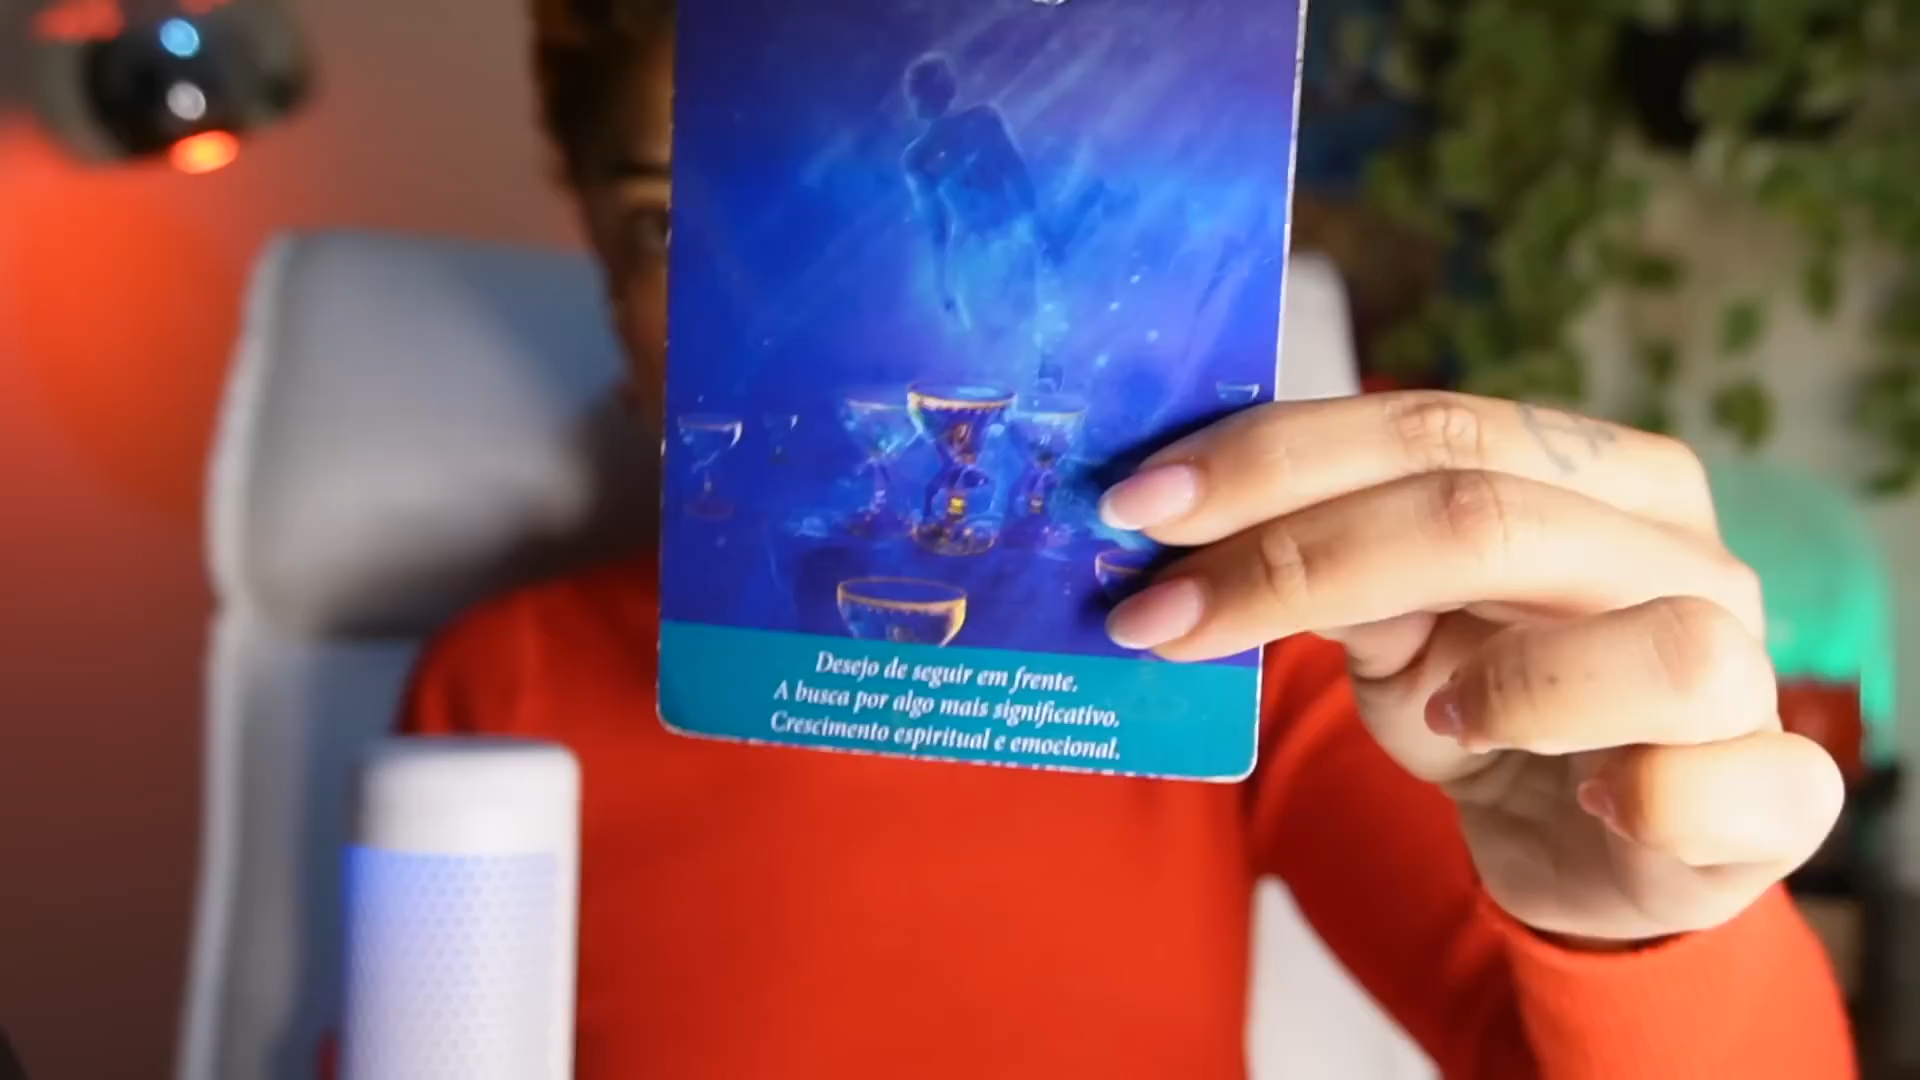 Desejo de seguir em frente.
A busca por algo mais significativo.
Crescimento espiritual e emocional.